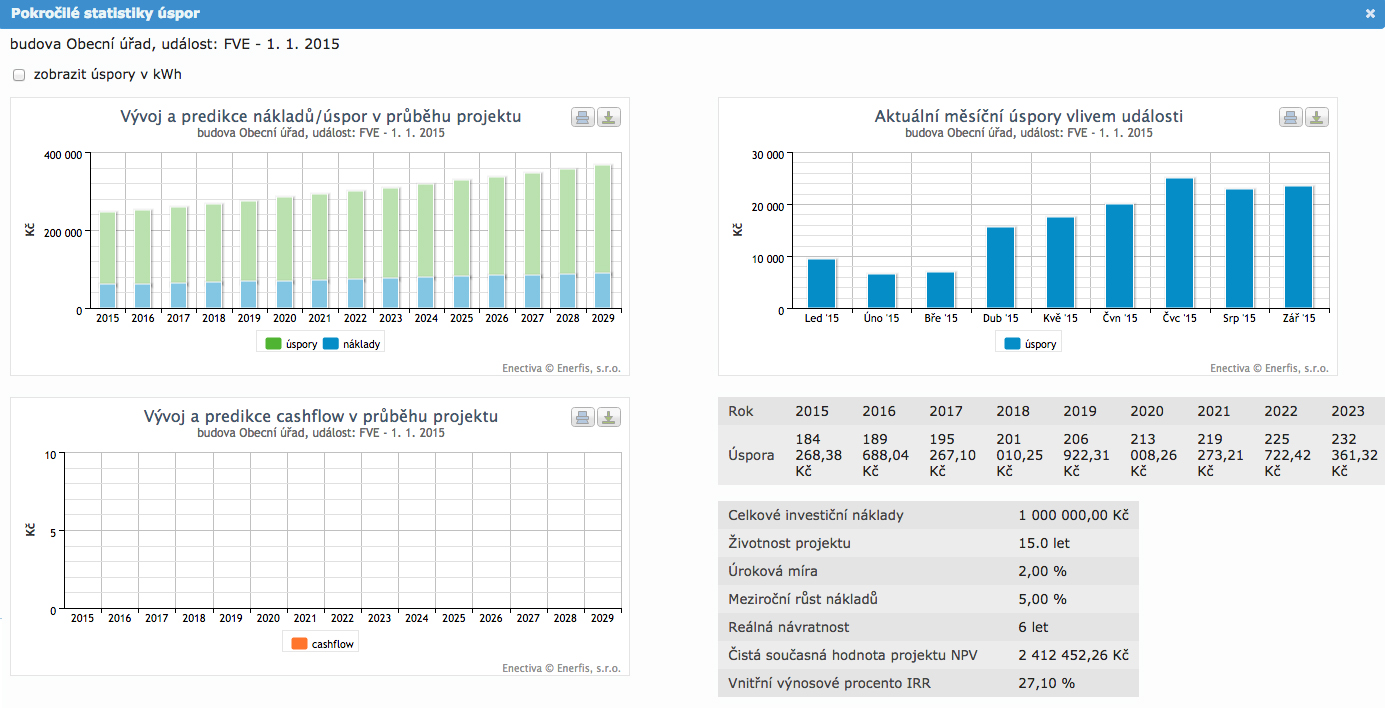 Pokročilé statistiky úspor
budova Obecní úřad, událost: FVE - 1. 1. 2015
zobrazit úspory v kWh
Vývoj a predikce nákladů/úspor v průběhu projektu
budova Obecní úřad, událost: FVE - 1. 1. 2015
400 000
200 000
0
Kč
2015 2016 2017 2018 2019 2020 2021 2022 2023 2024 2025 2026 2027 2028 2029
úspory náklady
Enectiva © Enerfis, s.r.o.
Aktuální měsíční úspory vlivem události
budova Obecní úřad, událost: FVE - 1. 1. 2015
30 000
20 000
10 000
0
Kč
Led '15 Úno '15 Bře '15 Dub '15 Kvě '15 Čvn '15 Čvc '15 Srp '15 Zář '15
úspory
Enectiva © Enerfis, s.r.o.
Vývoj a predikce cashflow v průběhu projektu
budova Obecní úřad, událost: FVE - 1. 1. 2015
10
5
0
Kč
2015 2016 2017 2018 2019 2020 2021 2022 2023 2024 2025 2026 2027 2028 2029
cashflow
Enectiva © Enerfis, s.r.o.
Rok 2015 2016 2017 2018 2019 2020 2021 2022 2023
184 189 195 201 206 213 219 225 232
Úspora 268,38 688,04 267,10 010,25 922,31 008,26 273,21 722,42 361,32
Kč Kč Kč Kč Kč Kč Kč Kč Kč
Celkové investiční náklady 1 000 000,00 Kč
Životnost projektu 15.0 let
Úroková míra 2,00 %
Meziroční růst nákladů 5,00 %
Reálná návratnost 6 let
Čistá současná hodnota projektu NPV 2 412 452,26 Kč
Vnitřní výnosové procento IRR 27,10 %